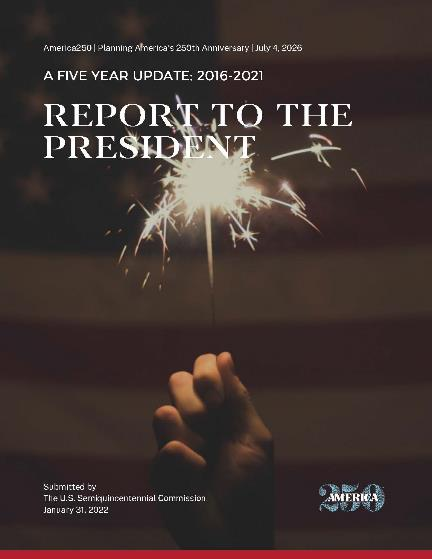 America250 | Planning America's 250th Anniversary | July 4, 2026
A FIVE YEAR UPDATE: 2016-2021
REPORT TO THE
PRESIDENT
Submitted by
The U.S. Semiquincentennial Commission
January 31, 2022
250
AMERICA